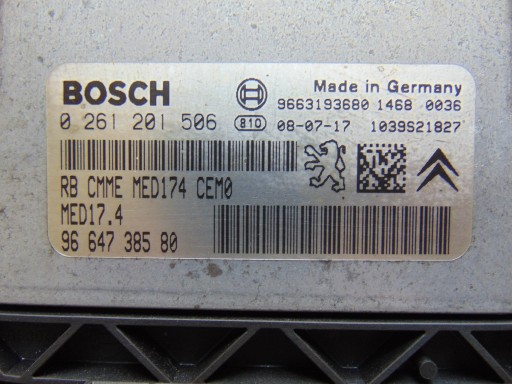 BOSCH
Made in Germany
9663193680 1468 0036
0 261 201 506 810 08-07-17 1039S21827
RB CMME MED174 CEM0
MED17.4
96 647 385 80